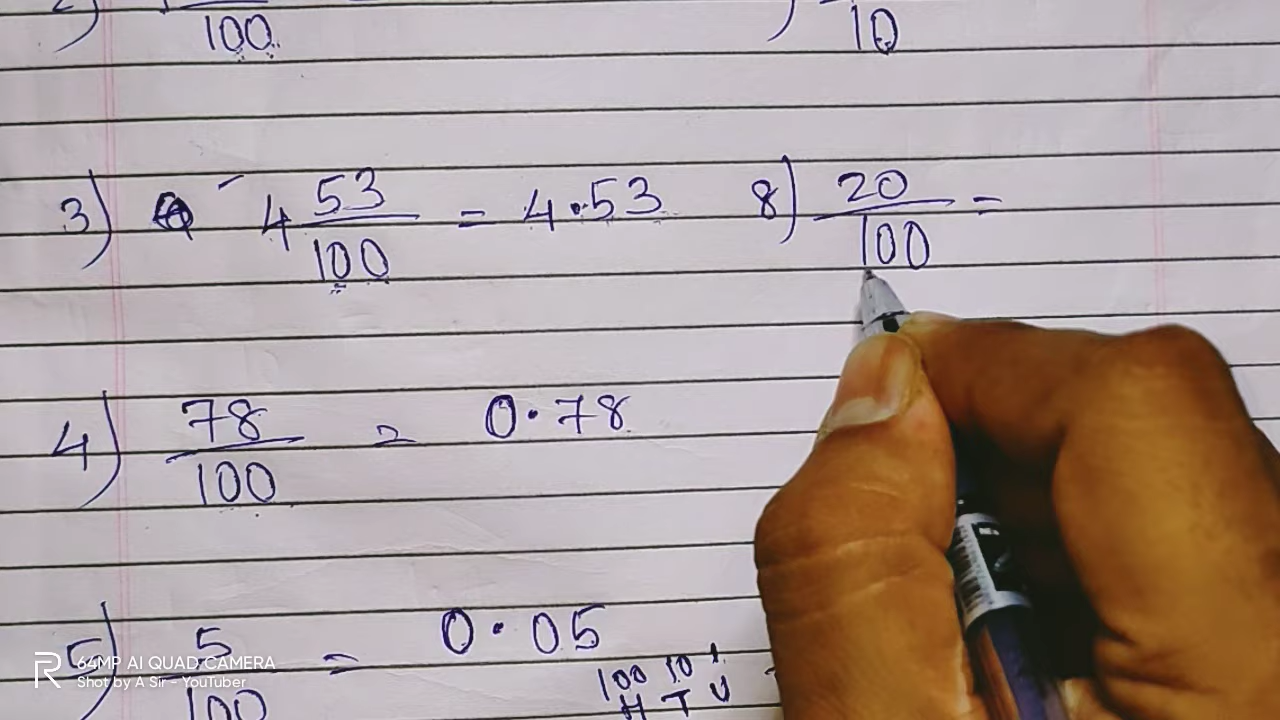 2)
100
)
10
3) 4 53/100 = 4.53
8) 20/100 =
4) 78/100 = 0.78
5) 5/100 = 0.05
100 10 1
H T U
64MP AI QUAD CAMERA
Shot by A Sir - YouTuber